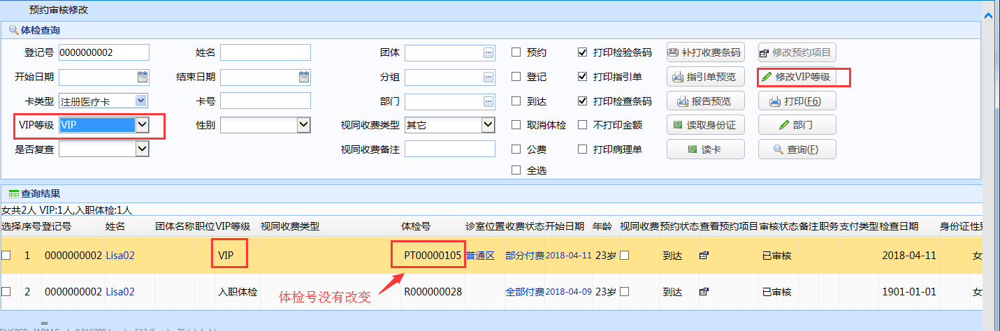 预约审核修改
体检查询
登记号 0000000002 姓名 团体 预约 打印检验条码 补打收费条码 修改预约项目
开始日期 结束日期 分组 登记 打印指引单 指引单预览 修改VIP等级
卡类型 注册医疗卡 卡号 部门 到达 打印检查条码 报告预览 打印(F6)
VIP等级 VIP 性别 视同收费类型 其它 取消体检 不打印金额 读取身份证 部门
是否复查 视同收费备注 公费 打印病理单 读卡 查询(F)
全选
查询结果
女共2人 VIP:1人,入职体检:1人
选择 序号 登记号 姓名 团体名称 职位 VIP等级 视同收费类型 体检号 诊室位置 收费状态 开始日期 年龄 视同收费 预约状态 查看预约项目 审核状态 备注 职务 支付类型 检查日期 身份证 性别
1 0000000002 Lisa02 VIP PT00000105 普通区 部分付费 2018-04-11 23岁 到达 已审核 2018-04-11 女
2 0000000002 Lisa02 入职体检 R000000028 全部付费 2018-04-09 23岁 到达 已审核 1901-01-01 女
体检号没有改变